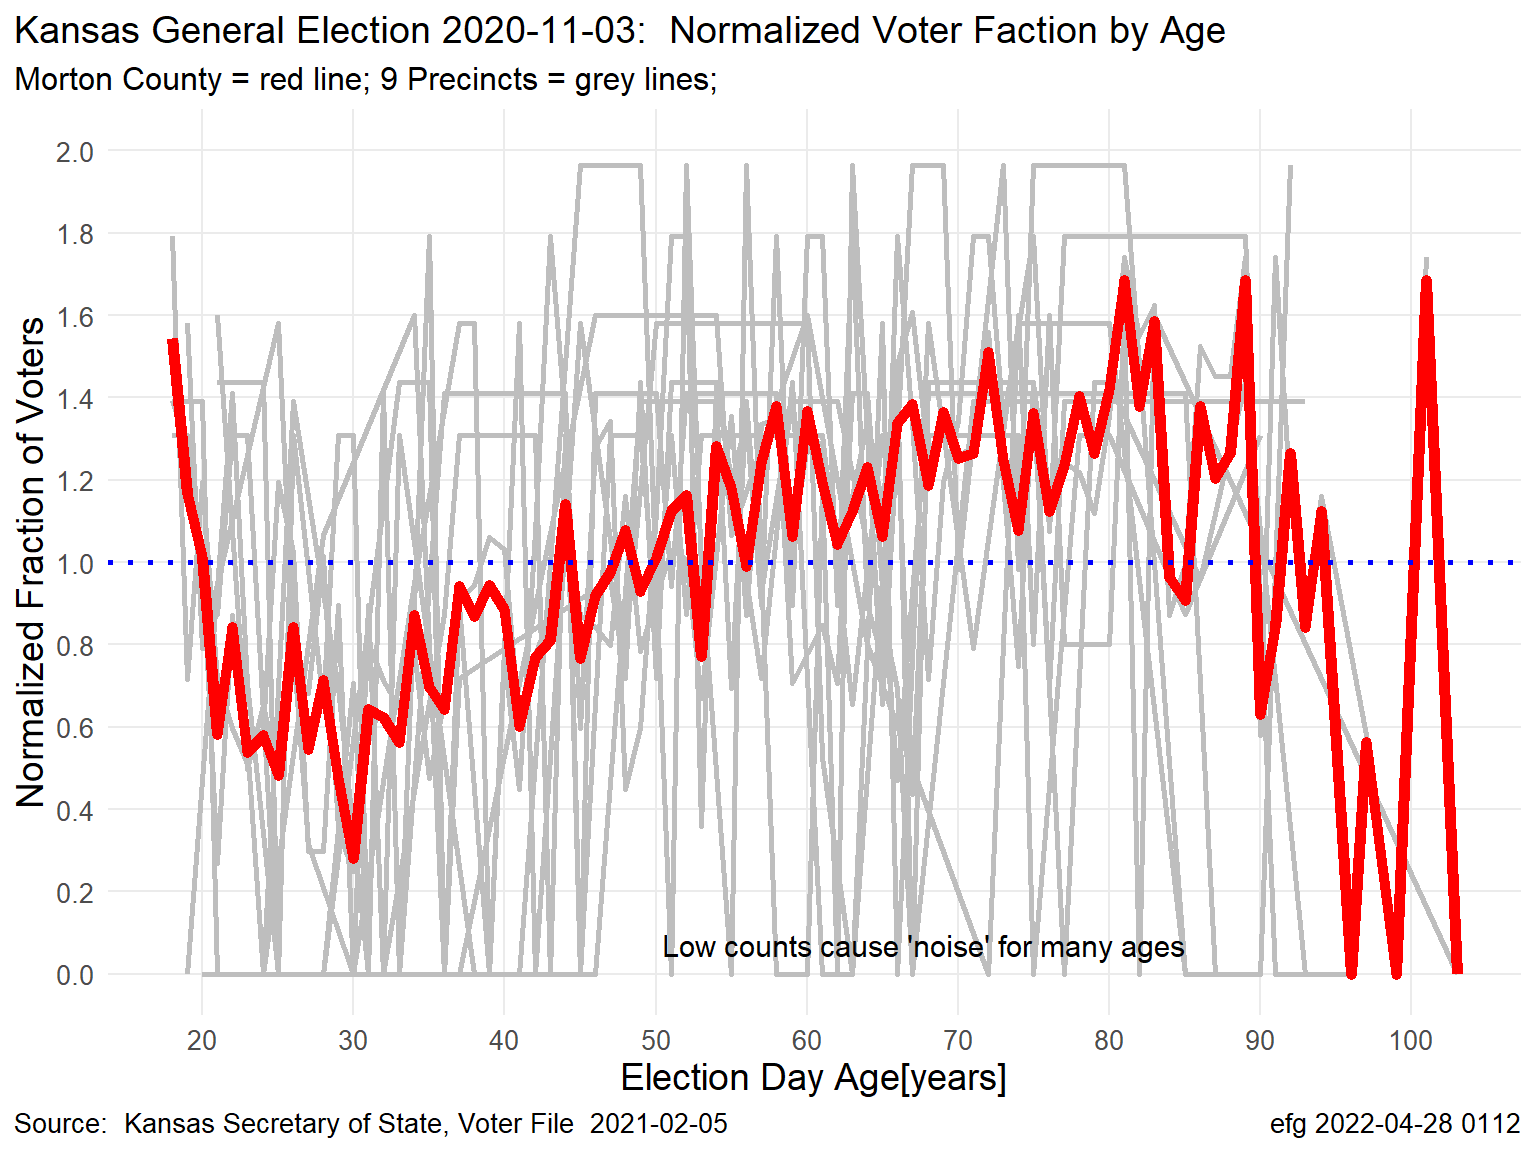 Kansas General Election 2020-11-03:  Normalized Voter Faction by Age
Morton County = red line; 9 Precincts = grey lines;
Normalized Fraction of Voters
2.0
1.8
1.6
1.4
1.2
1.0
0.8
0.6
0.4
0.2
0.0
Low counts cause 'noise' for many ages
20 30 40 50 60 70 80 90 100
Election Day Age[years]
Source:  Kansas Secretary of State, Voter File  2021-02-05
efg 2022-04-28 0112